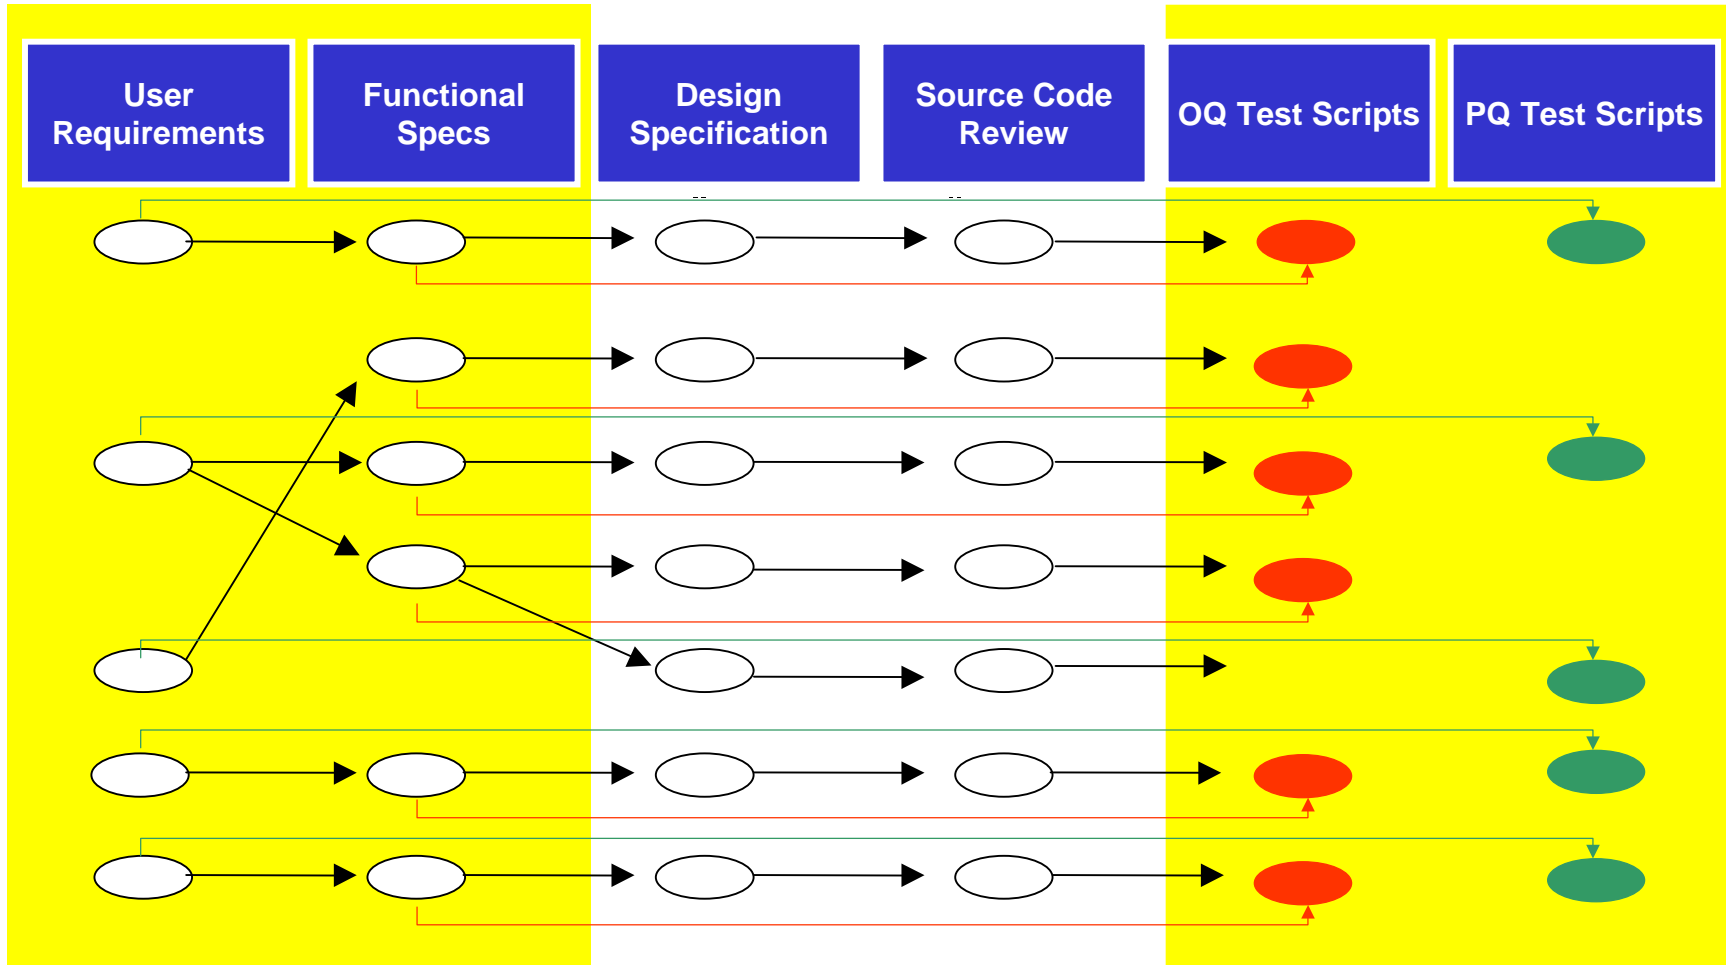 User
Requirements
Functional
Specs
Design
Specification
Source Code
Review
OQ Test Scripts
PQ Test Scripts